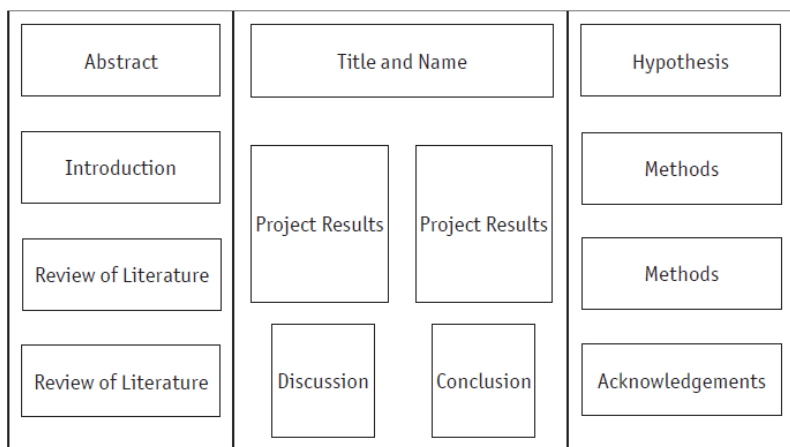 Abstract
Introduction
Review of Literature
Review of Literature
Title and Name
Project Results
Project Results
Discussion
Conclusion
Hypothesis
Methods
Methods
Acknowledgements